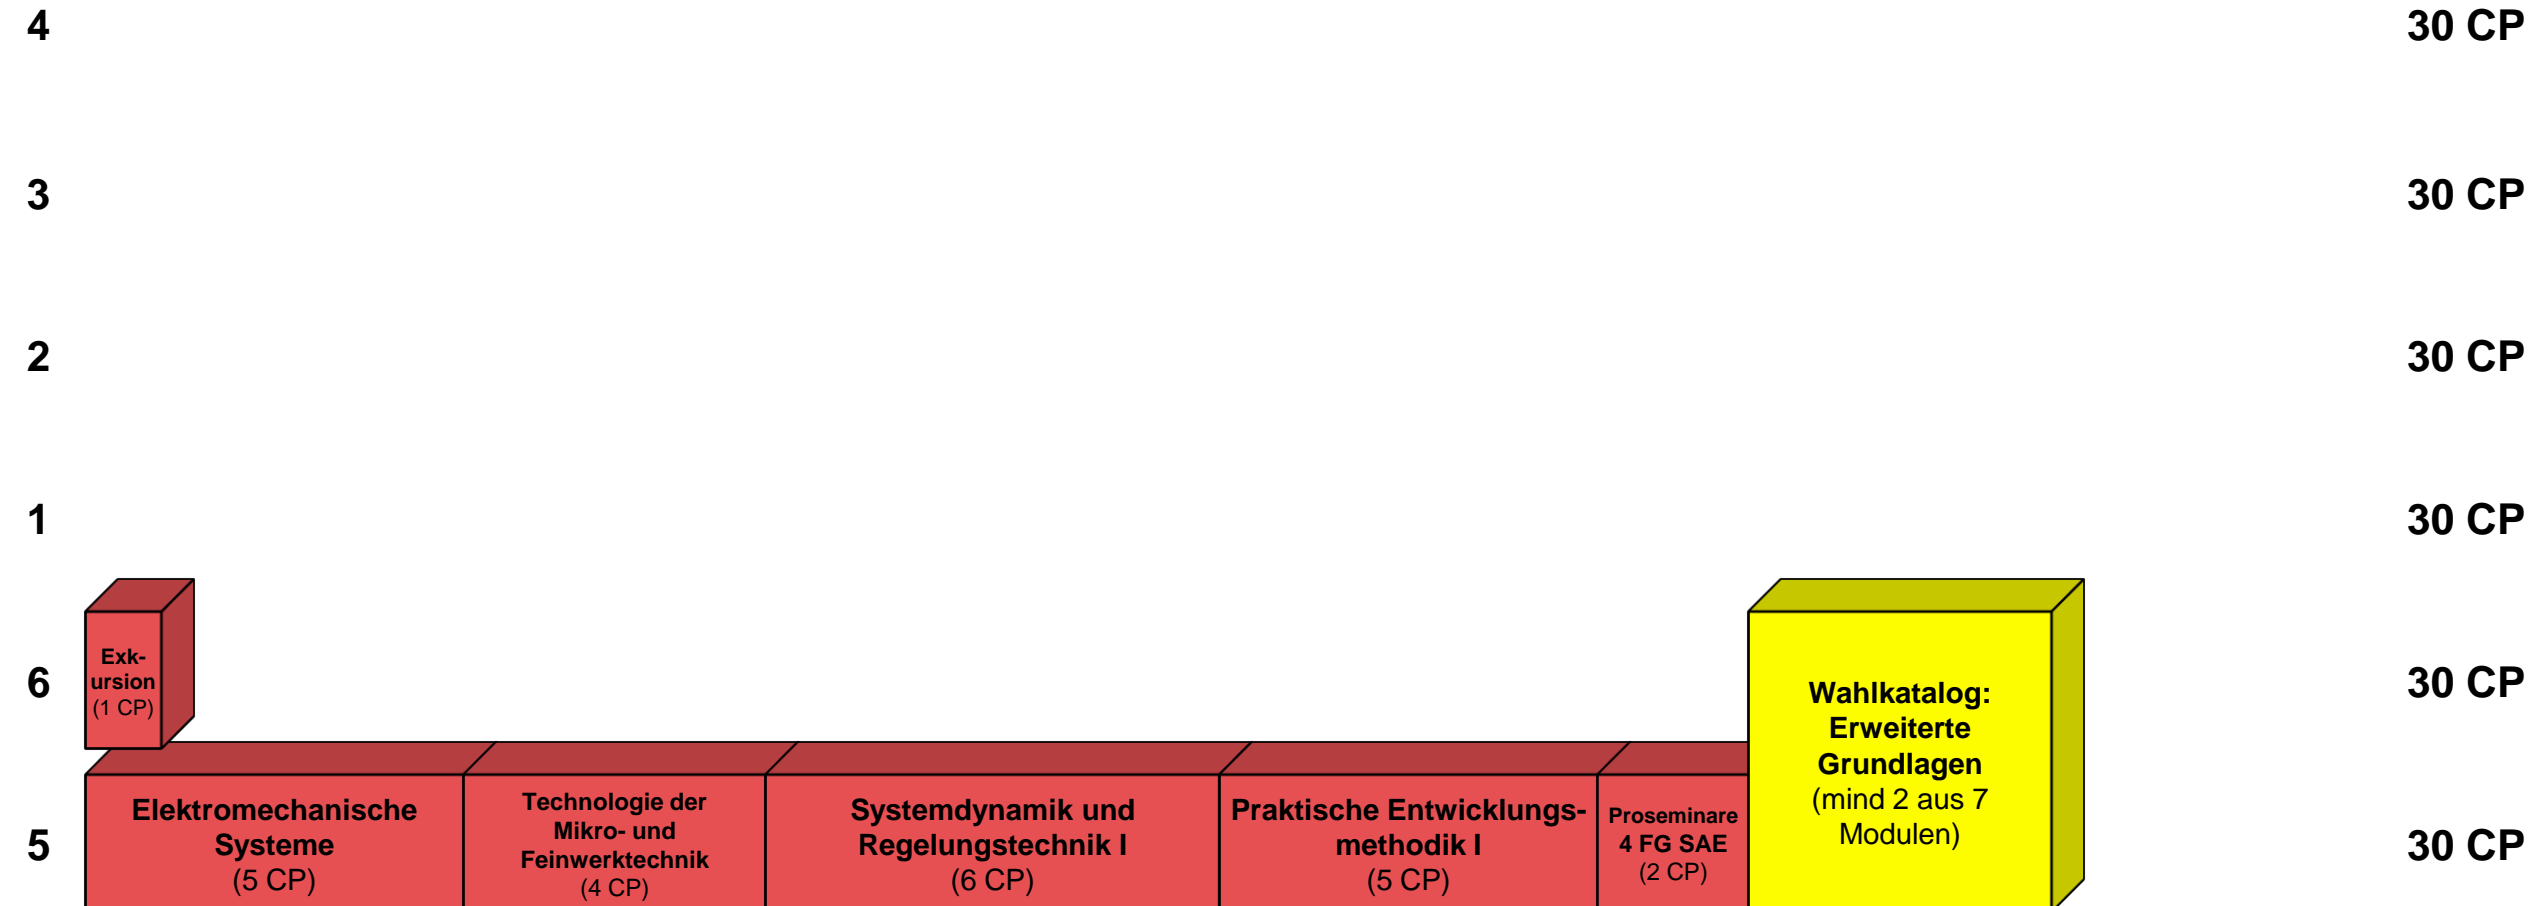 4
30 CP
3
30 CP
2
30 CP
1
30 CP
Exk-
ursion
(1 CP)
6
30 CP
Wahlkatalog:
Erweiterte
Grundlagen
(mind 2 aus 7
Modulen)
5
Elektromechanische
Systeme
(5 CP)
Technologie der
Mikro- und
Feinwerktechnik
(4 CP)
Systemdynamik und
Regelungstechnik I
(6 CP)
Praktische Entwicklungs-
methodik I
(5 CP)
Proseminare
4 FG SAE
(2 CP)
30 CP